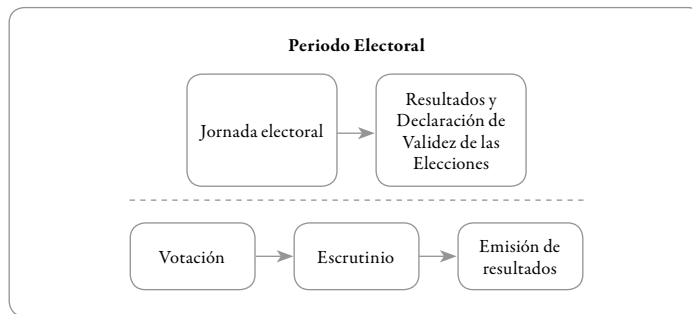 Periodo Electoral
Jornada electoral
Resultados y
Declaración de
Validez de las
Elecciones
Votación
Escrutinio
Emisión de
resultados